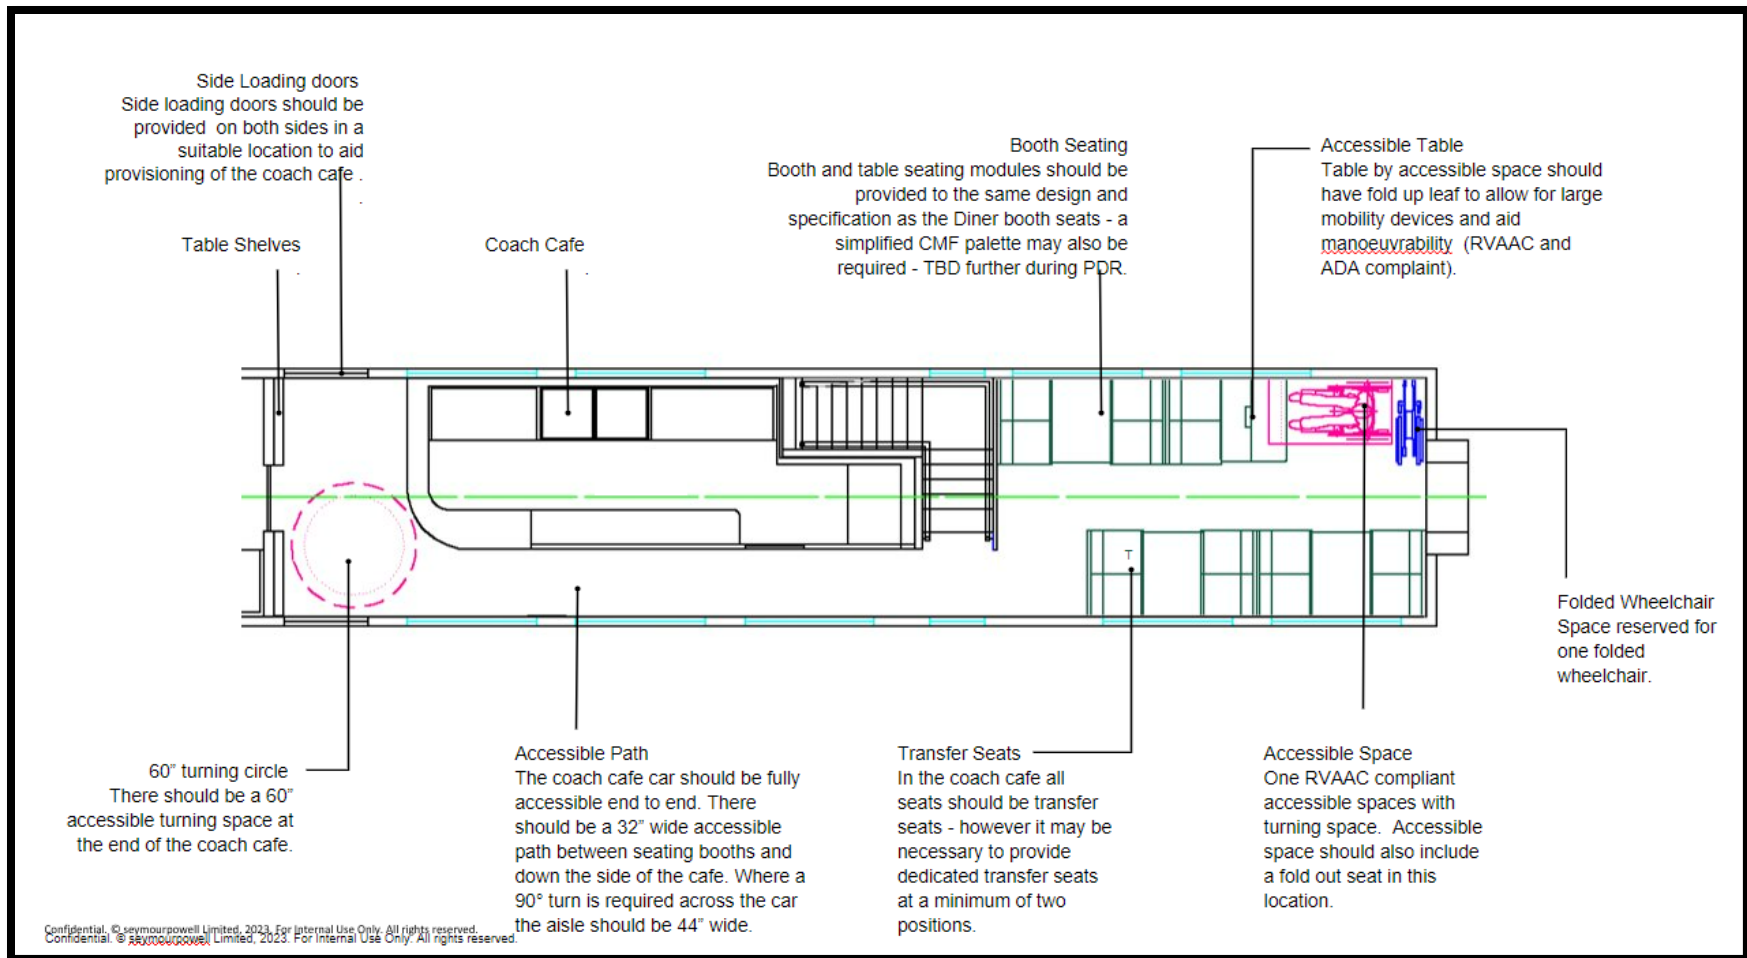 Side Loading doors
Side loading doors should be
provided on both sides in a
suitable location to aid
provisioning of the coach cafe .
.
Table Shelves
.
Coach Cafe
.
Booth Seating
Booth and table seating modules should be
provided to the same design and
specification as the Diner booth seats - a
simplified CMF palette may also be
required - TBD further during PDR.
Accessible Table
Table by accessible space should
have fold up leaf to allow for large
mobility devices and aid
manoeuvrability (RVAAC and
ADA complaint).
T
Folded Wheelchair
Space reserved for
one folded
wheelchair.
60” turning circle
There should be a 60”
accessible turning space at
the end of the coach cafe.
Accessible Path
The coach cafe car should be fully
accessible end to end. There
should be a 32” wide accessible
path between seating booths and
down the side of the cafe. Where a
90° turn is required across the car
the aisle should be 44” wide.
Transfer Seats
In the coach cafe all
seats should be transfer
seats - however it may be
necessary to provide
dedicated transfer seats
at a minimum of two
positions.
Accessible Space
One RVAAC compliant
accessible spaces with
turning space. Accessible
space should also include
a fold out seat in this
location.
Confidential. © seymourpowell Limited, 2023. For Internal Use Only. All rights reserved.
Confidential. © seymourpowell Limited, 2023. For Internal Use Only. All rights reserved.